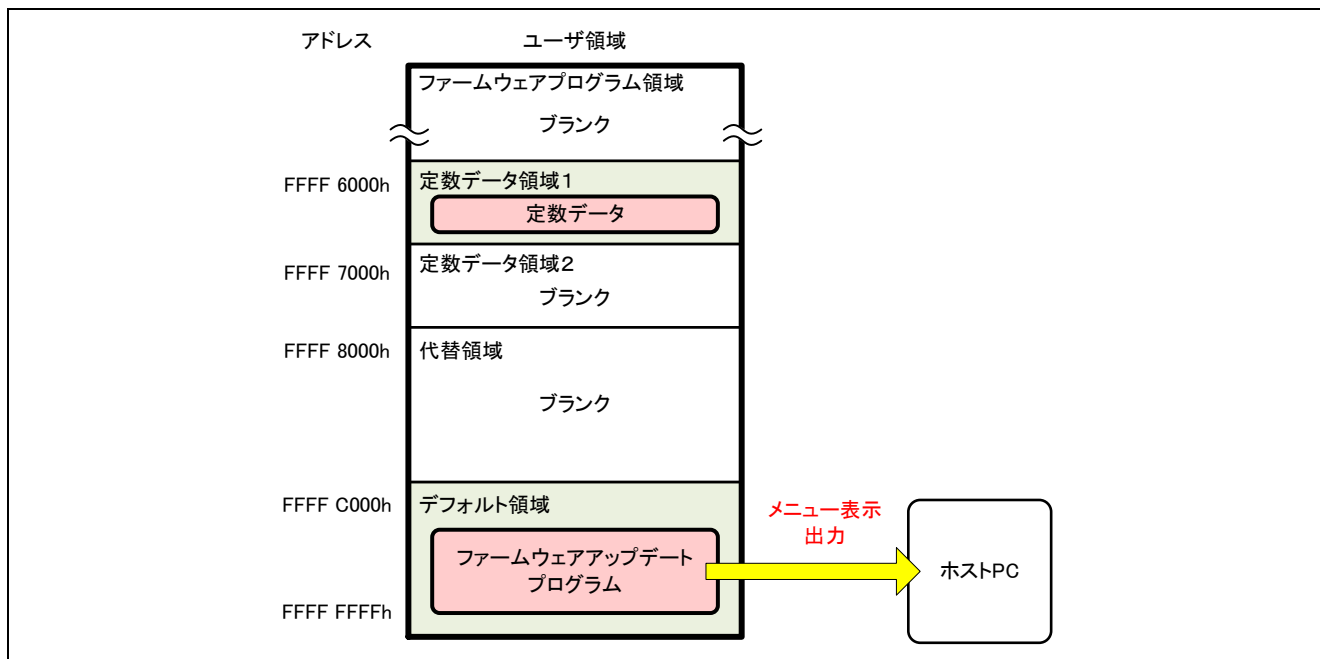 アドレス
ユーザ領域
ファームウェアプログラム領域
ブランク
FFFF 6000h
定数データ領域１
定数データ
FFFF 7000h
定数データ領域２
ブランク
FFFF 8000h
代替領域
ブランク
FFFF C000h
デフォルト領域
ファームウェアアップデート
プログラム
FFFF FFFFh
メニュー表示
出力
ホストPC